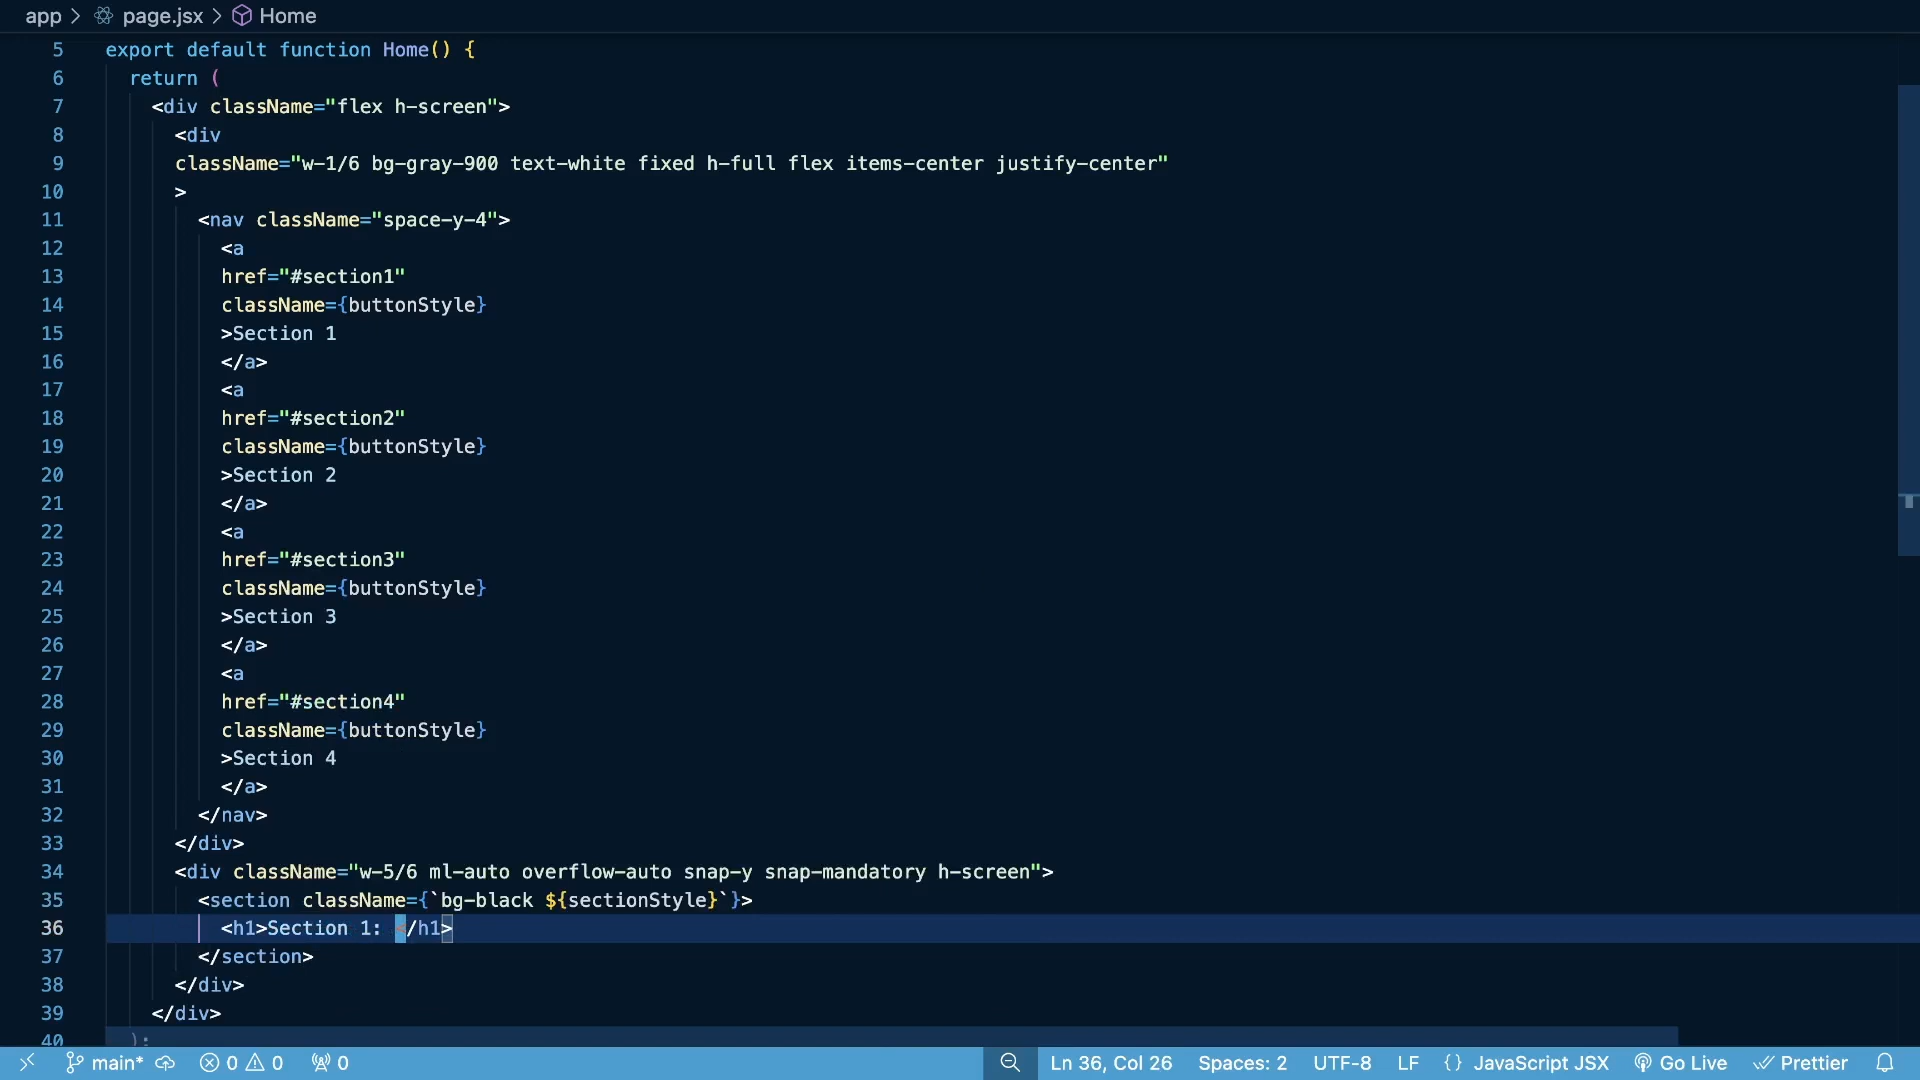 app > page.jsx > Home
5 export default function Home() {
6 return (
7 <div className="flex h-screen">
8 <div
9 className="w-1/6 bg-gray-900 text-white fixed h-full flex items-center justify-center"
10 >
11 <nav className="space-y-4">
12 <a
13 href="#section1"
14 className={buttonStyle}
15 >Section 1
16 </a>
17 <a
18 href="#section2"
19 className={buttonStyle}
20 >Section 2
21 </a>
22 <a
23 href="#section3"
24 className={buttonStyle}
25 >Section 3
26 </a>
27 <a
28 href="#section4"
29 className={buttonStyle}
30 >Section 4
31 </a>
32 </nav>
33 </div>
34 <div className="w-5/6 ml-auto overflow-auto snap-y snap-mandatory h-screen">
35 <section className={`bg-black ${sectionStyle}`}>
36 <h1>Section 1: </h1>
37 </section>
38 </div>
39 </div>
40 );
main* 0 0 0 Ln 36, Col 26 Spaces: 2 UTF-8 LF {} JavaScript JSX Go Live Prettier